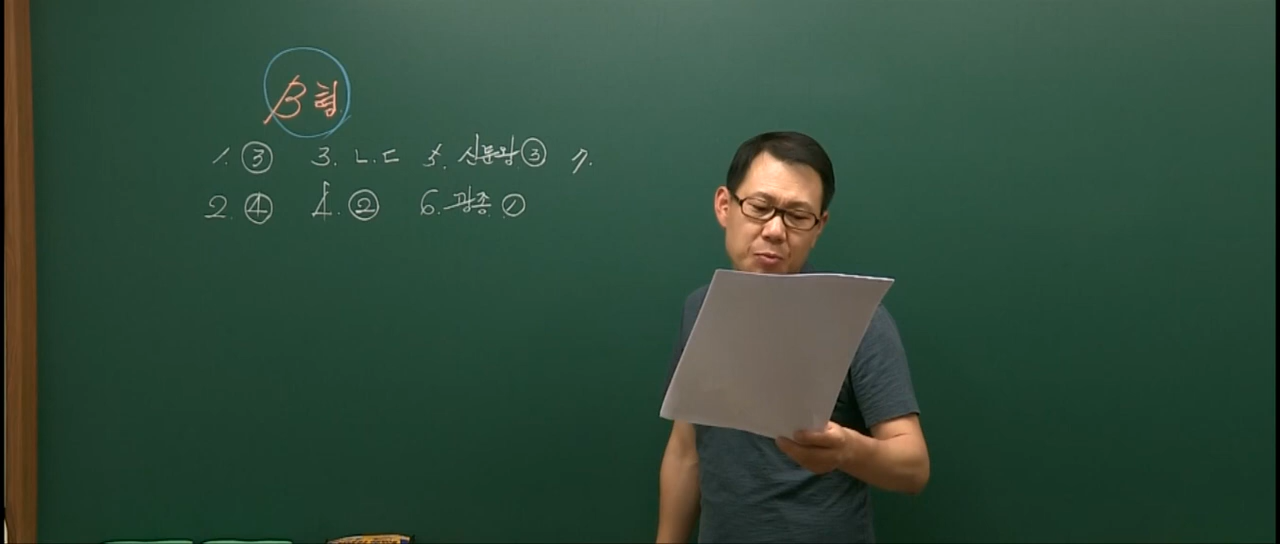 B형
1. ③ 3. ㄴ.ㄷ 5. 신문왕 ③ 7.
2. ④ 4. ② 6. 광종 ①